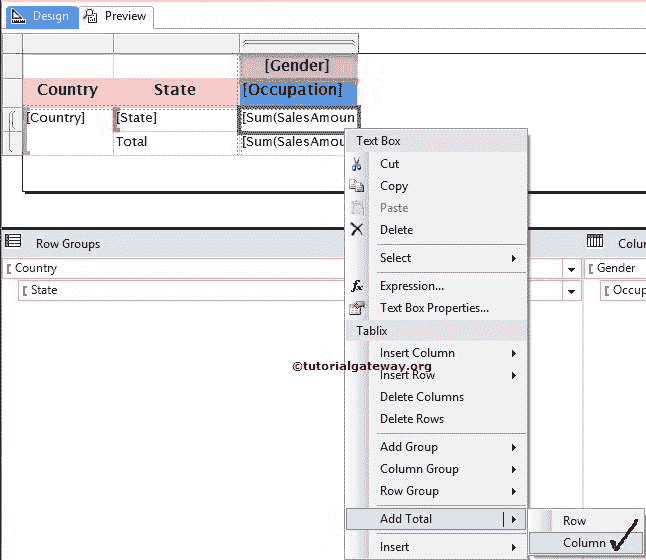 Design Preview
[Gender]
Country State [Occupation]
[Country] [State] [Sum(SalesAmoun
Total [Sum(SalesAmou
Text Box
Cut
Copy
Paste
Delete
Select
Expression...
Text Box Properties...
Tablix
Insert Column
Insert Row
Delete Columns
Delete Rows
Add Group
Column Group
Row Group
Add Total
Insert
Row
Column
Row Groups
[ Country
[ State
Colu
[ Gender
[ Occup
©tutorialgateway.org